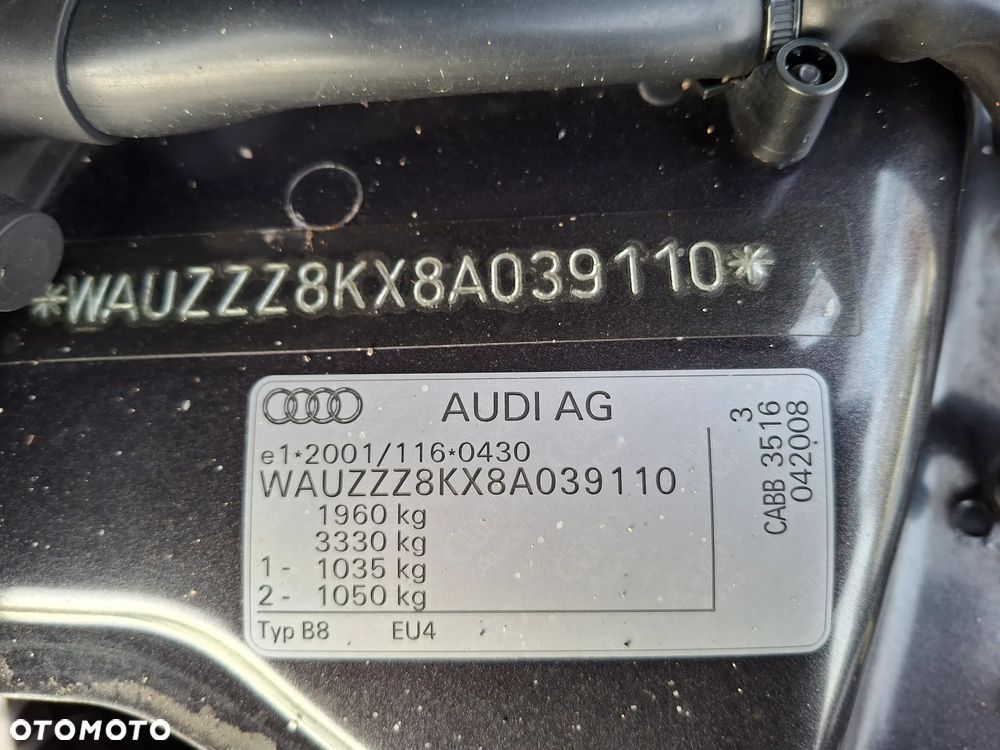 *WAUZZZ8KX8A039110*
AUDI AG
e1*2001/116*0430
WAUZZZ8KX8A039110
1960 kg
3330 kg
1- 1035 kg
2- 1050 kg
Typ B8 EU4
3
CABB 3516
042008
OTOMOTO